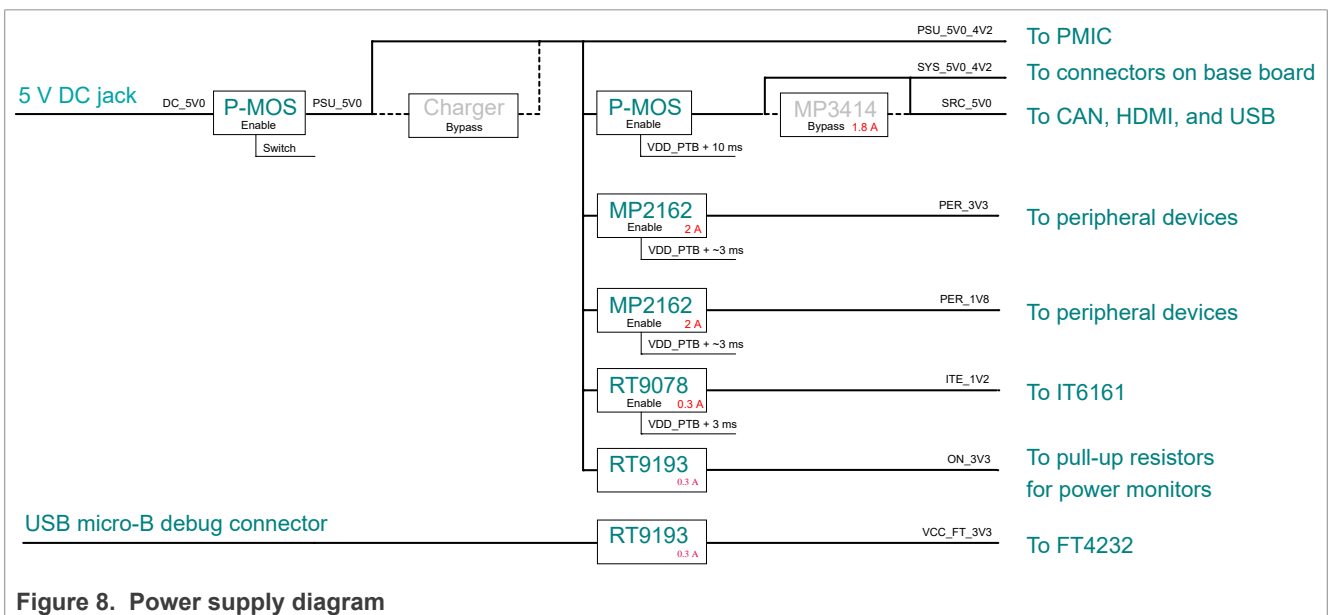 PSU_5V0_4V2
To PMIC
SYS_5V0_4V2
To connectors on base board
5 V DC jack
DC_5V0
P-MOS
Enable
Switch
PSU_5V0
Charger
Bypass
P-MOS
Enable
VDD_PTB + 10 ms
MP3414
Bypass 1.8 A
SRC_5V0
To CAN, HDMI, and USB
MP2162
Enable 2 A
VDD_PTB + ~3 ms
PER_3V3
To peripheral devices
MP2162
Enable 2 A
VDD_PTB + ~3 ms
PER_1V8
To peripheral devices
RT9078
Enable 0.3 A
VDD_PTB + 3 ms
ITE_1V2
To IT6161
RT9193
0.3 A
ON_3V3
To pull-up resistors
for power monitors
USB micro-B debug connector
RT9193
0.3 A
VCC_FT_3V3
To FT4232
Figure 8. Power supply diagram